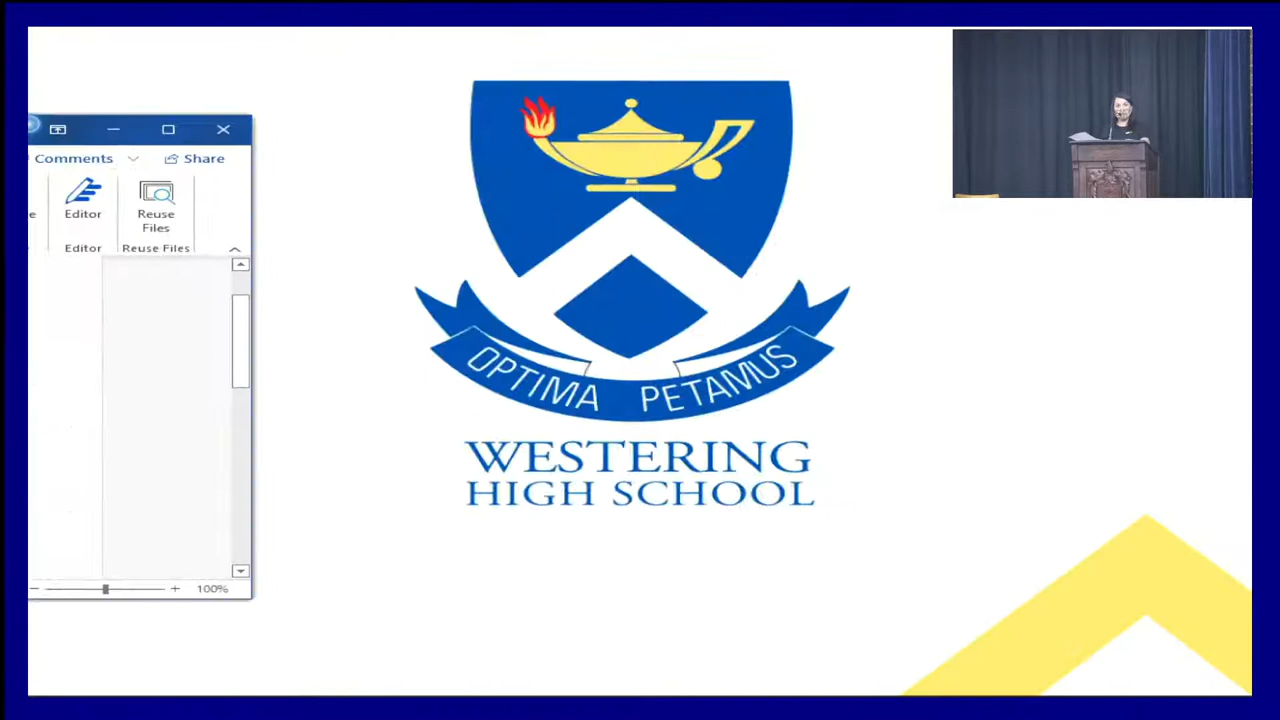 Comments
Share
Editor
Reuse
Files
Editor
Reuse Files
100%
OPTIMA PETAMUS
WESTERING
HIGH SCHOOL